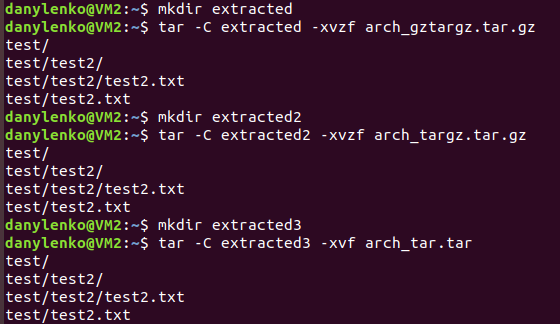 danylenko@VM2:~$ mkdir extracted
danylenko@VM2:~$ tar -C extracted -xvzf arch_gztargz.tar.gz
test/
test/test2/
test/test2/test2.txt
test/test2.txt
danylenko@VM2:~$ mkdir extracted2
danylenko@VM2:~$ tar -C extracted2 -xvzf arch_targz.tar.gz
test/
test/test2/
test/test2/test2.txt
test/test2.txt
danylenko@VM2:~$ mkdir extracted3
danylenko@VM2:~$ tar -C extracted3 -xvf arch_tar.tar
test/
test/test2/
test/test2/test2.txt
test/test2.txt